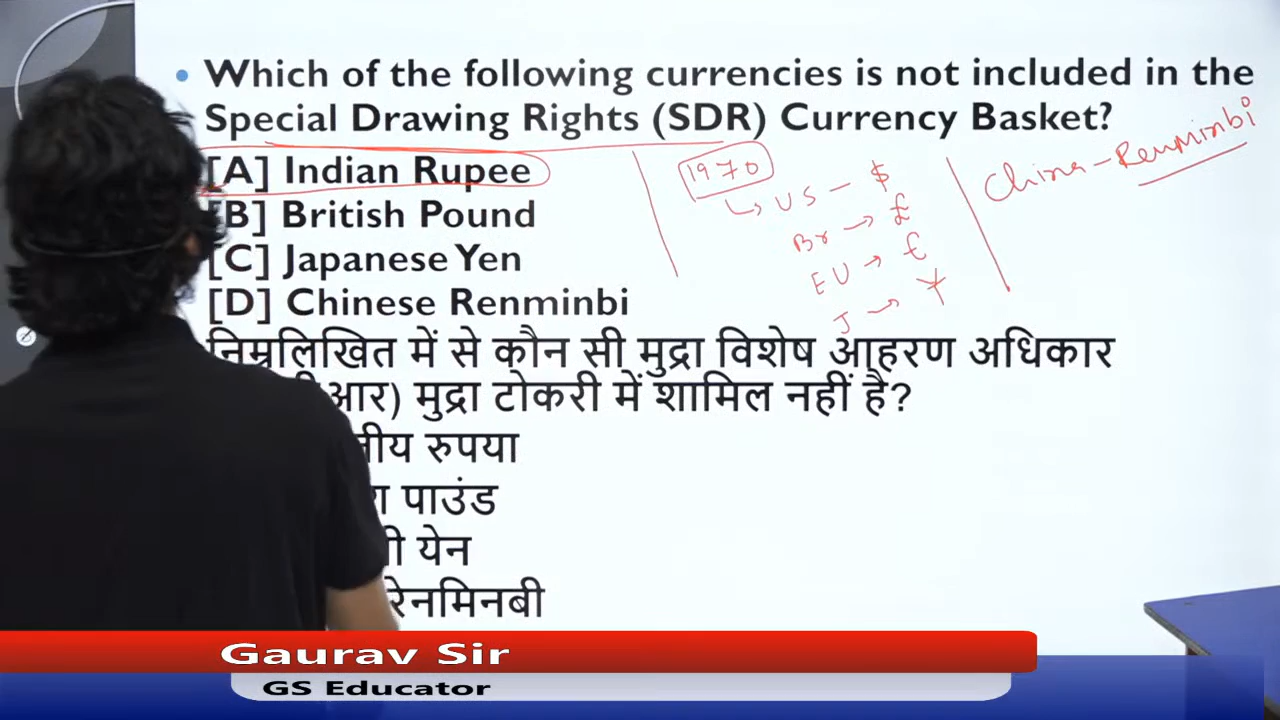 • Which of the following currencies is not included in the
Special Drawing Rights (SDR) Currency Basket?
[A] Indian Rupee
[B] British Pound
[C] Japanese Yen
[D] Chinese Renminbi
1970
↳ US – $
Br → £
EU → £
J → ¥
China – Renminbi
निम्नलिखित में से कौन सी मुद्रा विशेष आहरण अधिकार
आर) मुद्रा टोकरी में शामिल नहीं है?
रुपया
पाउंड
येन
रेनमिनबी
Gaurav Sir
GS Educator